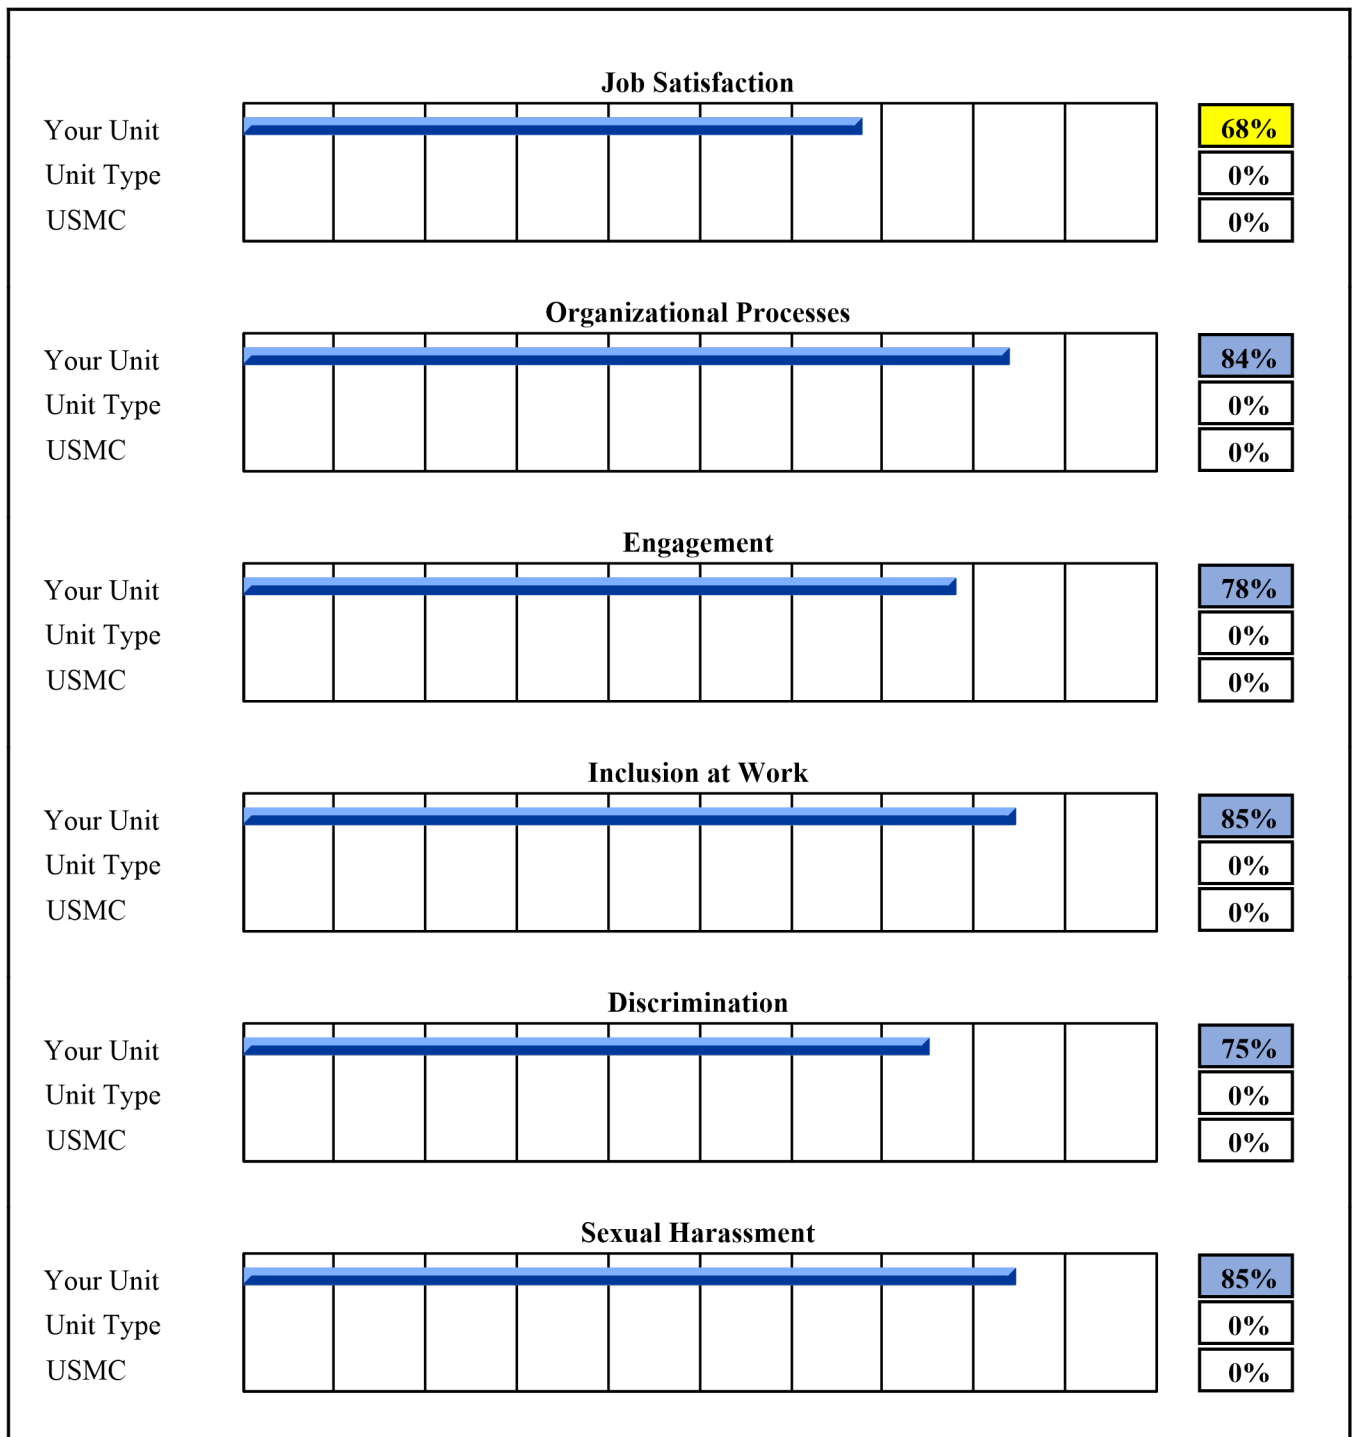 Job Satisfaction
Your Unit 68%
Unit Type 0%
USMC 0%
Organizational Processes
Your Unit 84%
Unit Type 0%
USMC 0%
Engagement
Your Unit 78%
Unit Type 0%
USMC 0%
Inclusion at Work
Your Unit 85%
Unit Type 0%
USMC 0%
Discrimination
Your Unit 75%
Unit Type 0%
USMC 0%
Sexual Harassment
Your Unit 85%
Unit Type 0%
USMC 0%